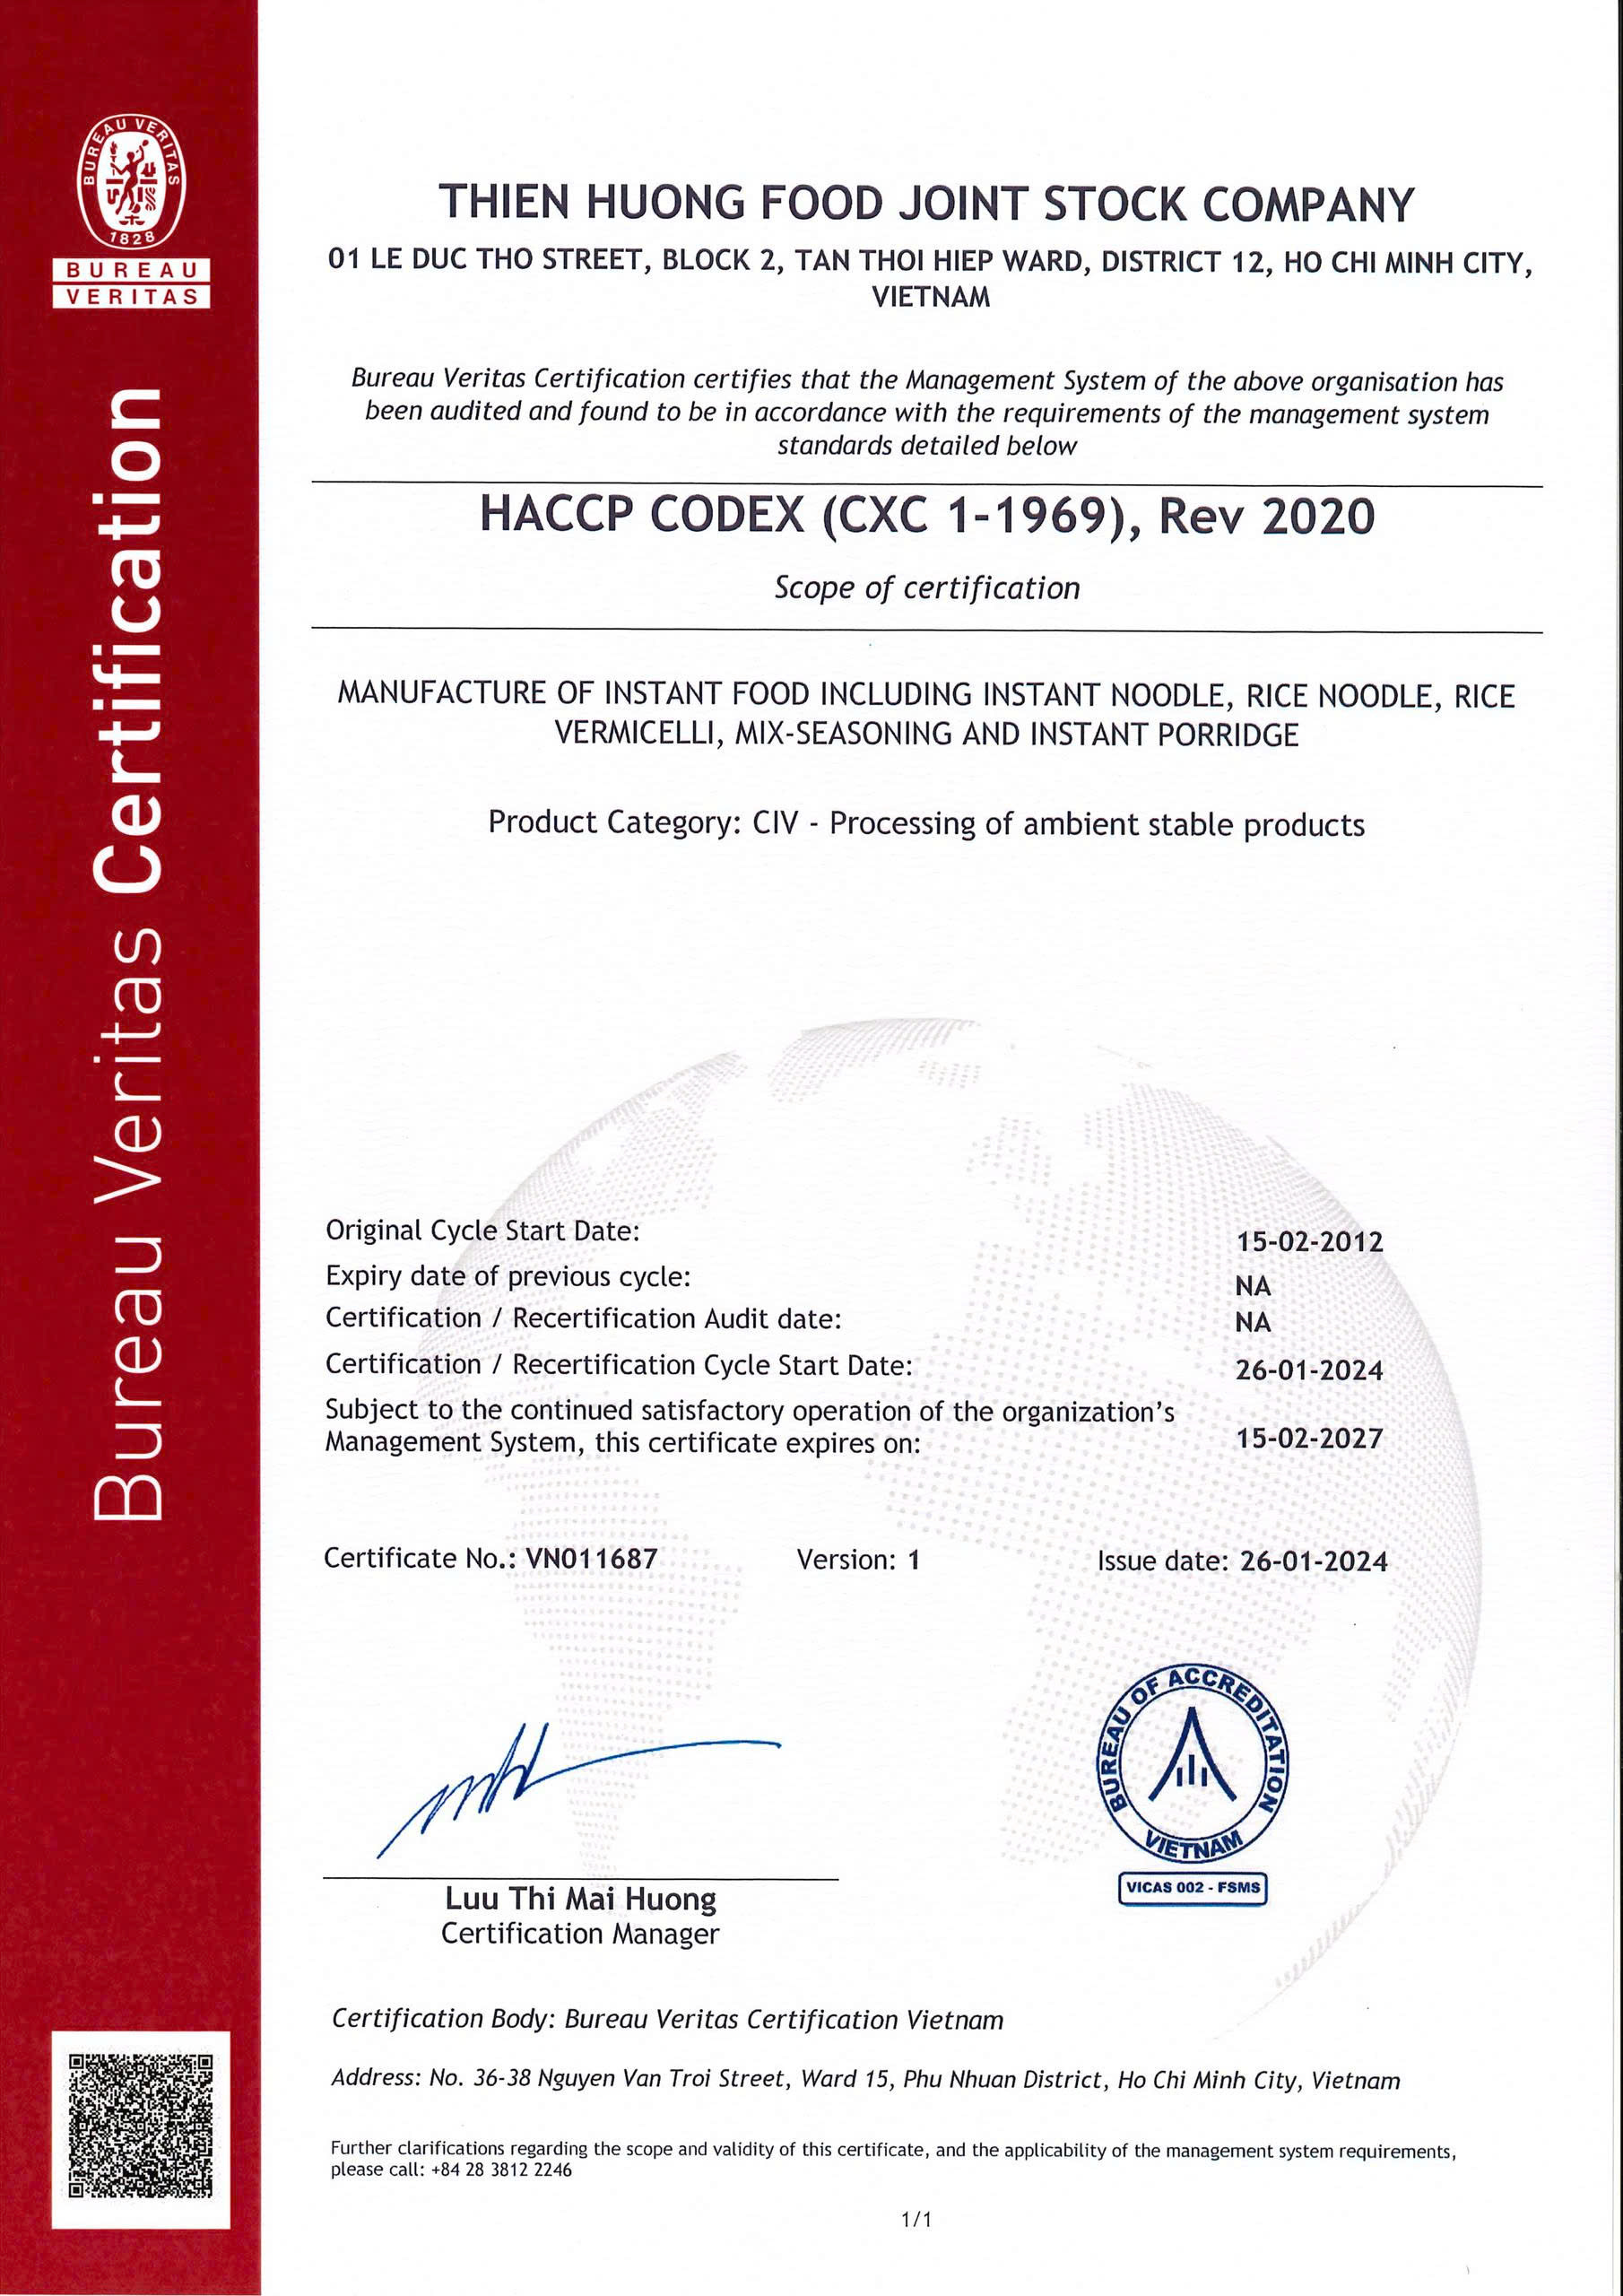 BUREAU VERITAS
1828
BUREAU
VERITAS
Bureau Veritas Certification
THIEN HUONG FOOD JOINT STOCK COMPANY
01 LE DUC THO STREET, BLOCK 2, TAN THOI HIEP WARD, DISTRICT 12, HO CHI MINH CITY,
VIETNAM
Bureau Veritas Certification certifies that the Management System of the above organisation has
been audited and found to be in accordance with the requirements of the management system
standards detailed below
HACCP CODEX (CXC 1-1969), Rev 2020
Scope of certification
MANUFACTURE OF INSTANT FOOD INCLUDING INSTANT NOODLE, RICE NOODLE, RICE
VERMICELLI, MIX-SEASONING AND INSTANT PORRIDGE
Product Category: CIV - Processing of ambient stable products
Original Cycle Start Date: 15-02-2012
Expiry date of previous cycle: NA
Certification / Recertification Audit date: NA
Certification / Recertification Cycle Start Date: 26-01-2024
Subject to the continued satisfactory operation of the organization's
Management System, this certificate expires on: 15-02-2027
Certificate No.: VN011687 Version: 1 Issue date: 26-01-2024
BUREAU OF ACCREDITATION
VIETNAM
VICAS 002 - FSMS
Luu Thi Mai Huong
Certification Manager
Certification Body: Bureau Veritas Certification Vietnam
Address: No. 36-38 Nguyen Van Troi Street, Ward 15, Phu Nhuan District, Ho Chi Minh City, Vietnam
Further clarifications regarding the scope and validity of this certificate, and the applicability of the management system requirements,
please call: +84 28 3812 2246
1/1